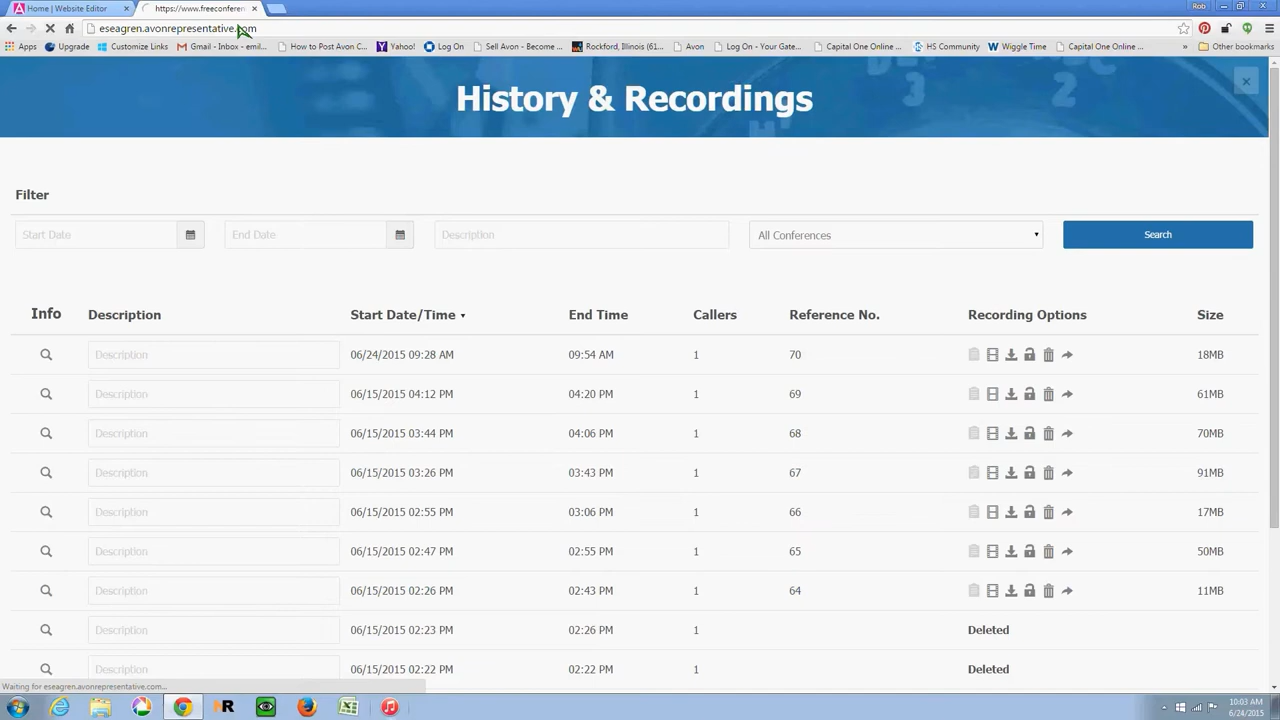 Home | Website Editor
https://www.freeconferen
Rob
eseagren.avonrepresentative.com
Apps
Upgrade
Customize Links
Gmail - Inbox - emil...
How to Post Avon C...
Yahoo!
Log On
Sell Avon - Become ...
Rockford, Illinois (61...
Avon
Log On - Your Gate...
Capital One Online ...
HS Community
Wiggle Time
Capital One Online ...
»
Other bookmarks
History & Recordings
Filter
Start Date
End Date
Description
All Conferences
Search
Info Description Start Date/Time End Time Callers Reference No. Recording Options Size
Description 06/24/2015 09:28 AM 09:54 AM 1 70 18MB
Description 06/15/2015 04:12 PM 04:20 PM 1 69 61MB
Description 06/15/2015 03:44 PM 04:06 PM 1 68 70MB
Description 06/15/2015 03:26 PM 03:43 PM 1 67 91MB
Description 06/15/2015 02:55 PM 03:06 PM 1 66 17MB
Description 06/15/2015 02:47 PM 02:55 PM 1 65 50MB
Description 06/15/2015 02:26 PM 02:43 PM 1 64 11MB
Description 06/15/2015 02:23 PM 02:26 PM 1 Deleted
Description 06/15/2015 02:22 PM 02:22 PM 1 Deleted
Waiting for eseagren.avonrepresentative.com...
10:03 AM
6/24/2015